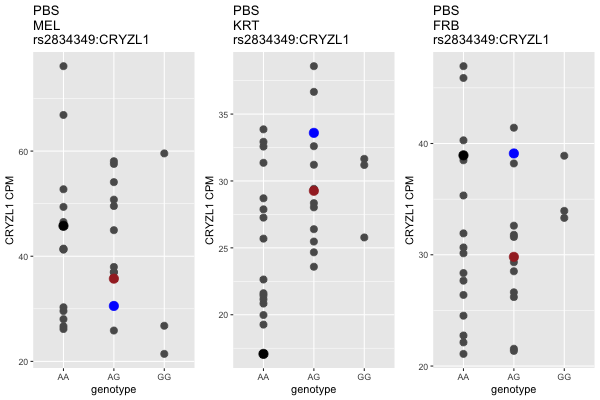 PBS
MEL
rs2834349:CRYZL1
CRYZL1 CPM
60
40
20
AA AG GG
genotype
PBS
KRT
rs2834349:CRYZL1
CRYZL1 CPM
35
30
25
20
AA AG GG
genotype
PBS
FRB
rs2834349:CRYZL1
CRYZL1 CPM
40
30
20
AA AG GG
genotype